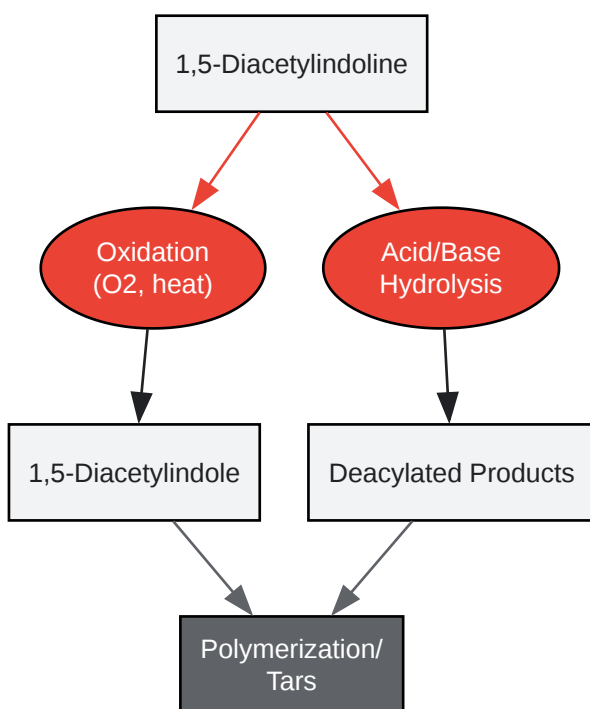 1,5-Diacetylindoline
Oxidation
(O2, heat)
Acid/Base
Hydrolysis
1,5-Diacetylindole
Deacylated Products
Polymerization/
Tars